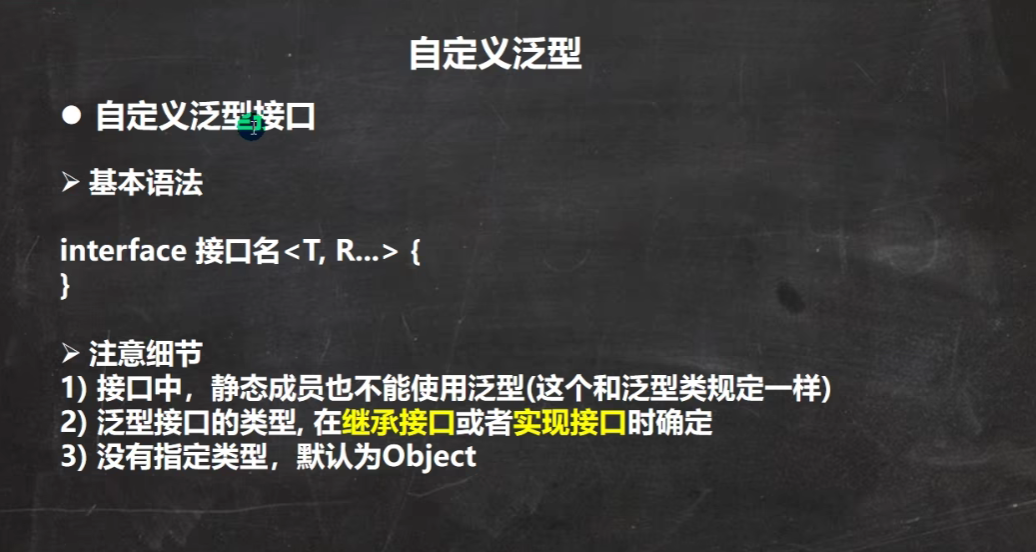 自定义泛型
● 自定义泛型接口
➢ 基本语法
interface 接口名<T, R...> {
}
➢ 注意细节
1) 接口中，静态成员也不能使用泛型(这个和泛型类规定一样)
2) 泛型接口的类型, 在继承接口或者实现接口时确定
3) 没有指定类型，默认为Object